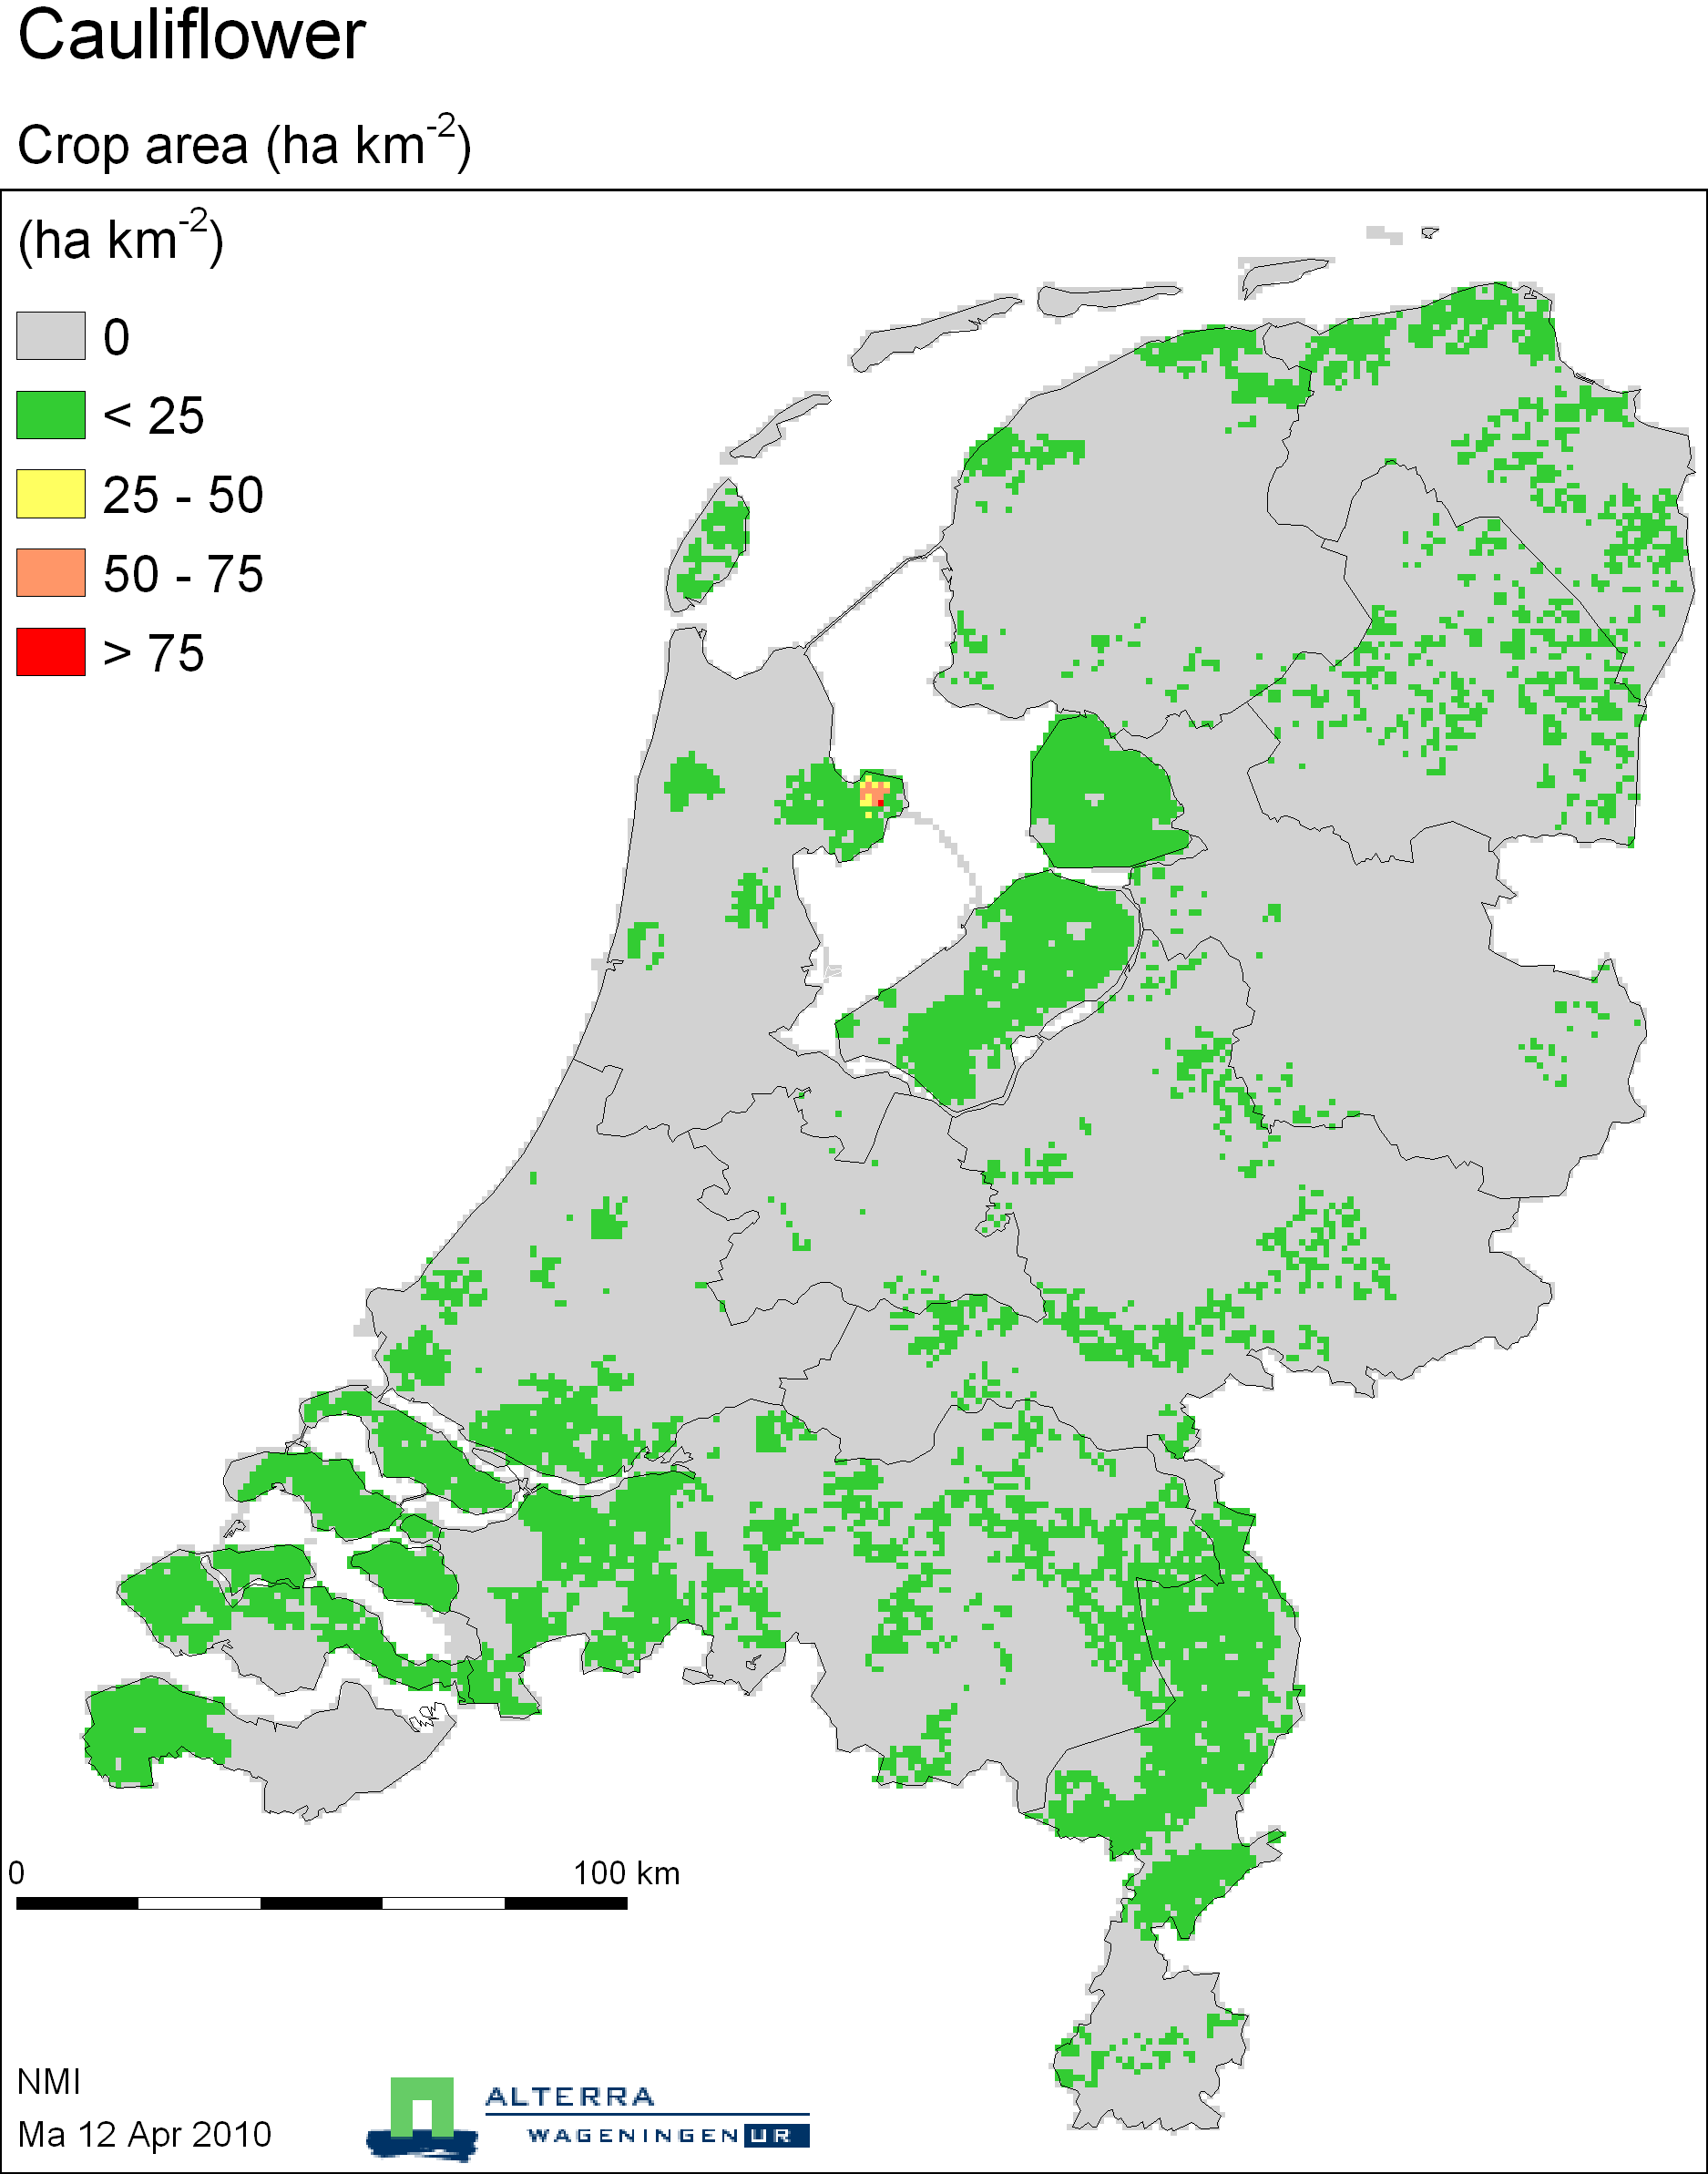 Cauliflower
Crop area (ha km-2)
(ha km-2)
0
< 25
25 - 50
50 - 75
> 75
0 100 km
NMI
Ma 12 Apr 2010
ALTERRA
WAGENINGEN UR